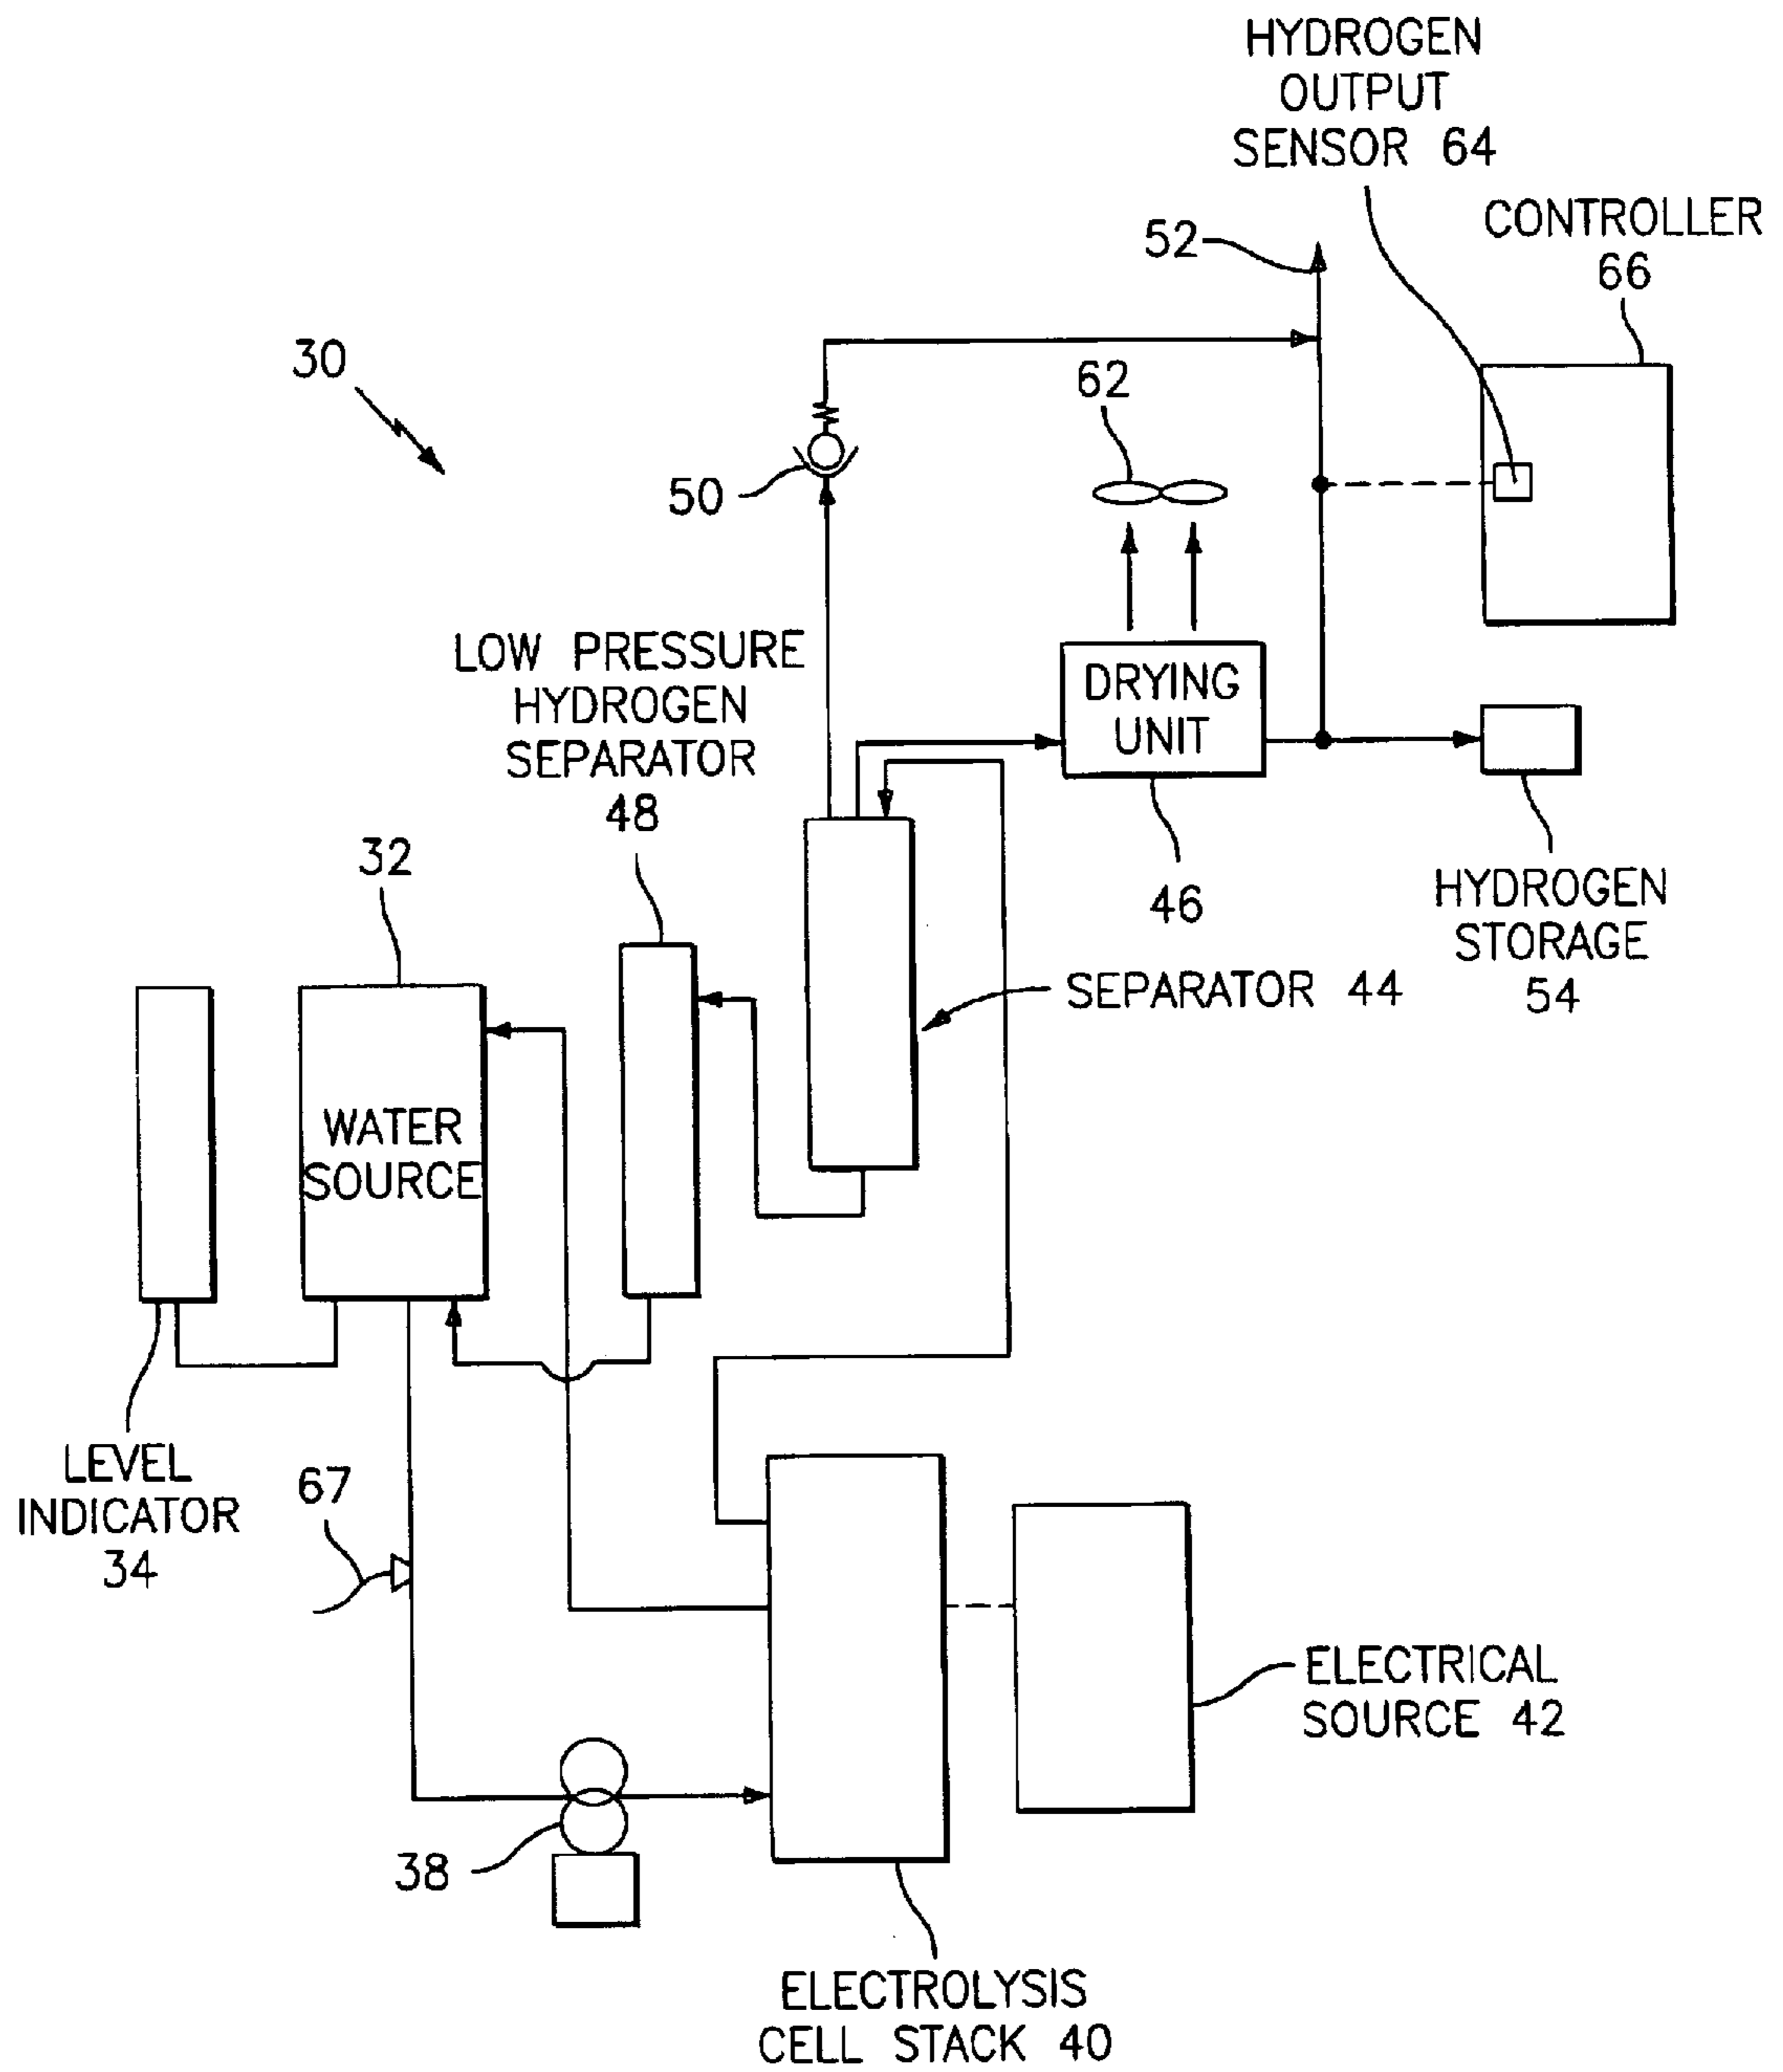 HYDROGEN
OUTPUT
SENSOR 64
CONTROLLER
66
52
30
62
50
LOW PRESSURE
HYDROGEN
SEPARATOR
48
DRYING
UNIT
32
46
HYDROGEN
STORAGE
54
SEPARATOR 44
WATER
SOURCE
LEVEL
INDICATOR
34
67
ELECTRICAL
SOURCE 42
38
ELECTROLYSIS
CELL STACK 40